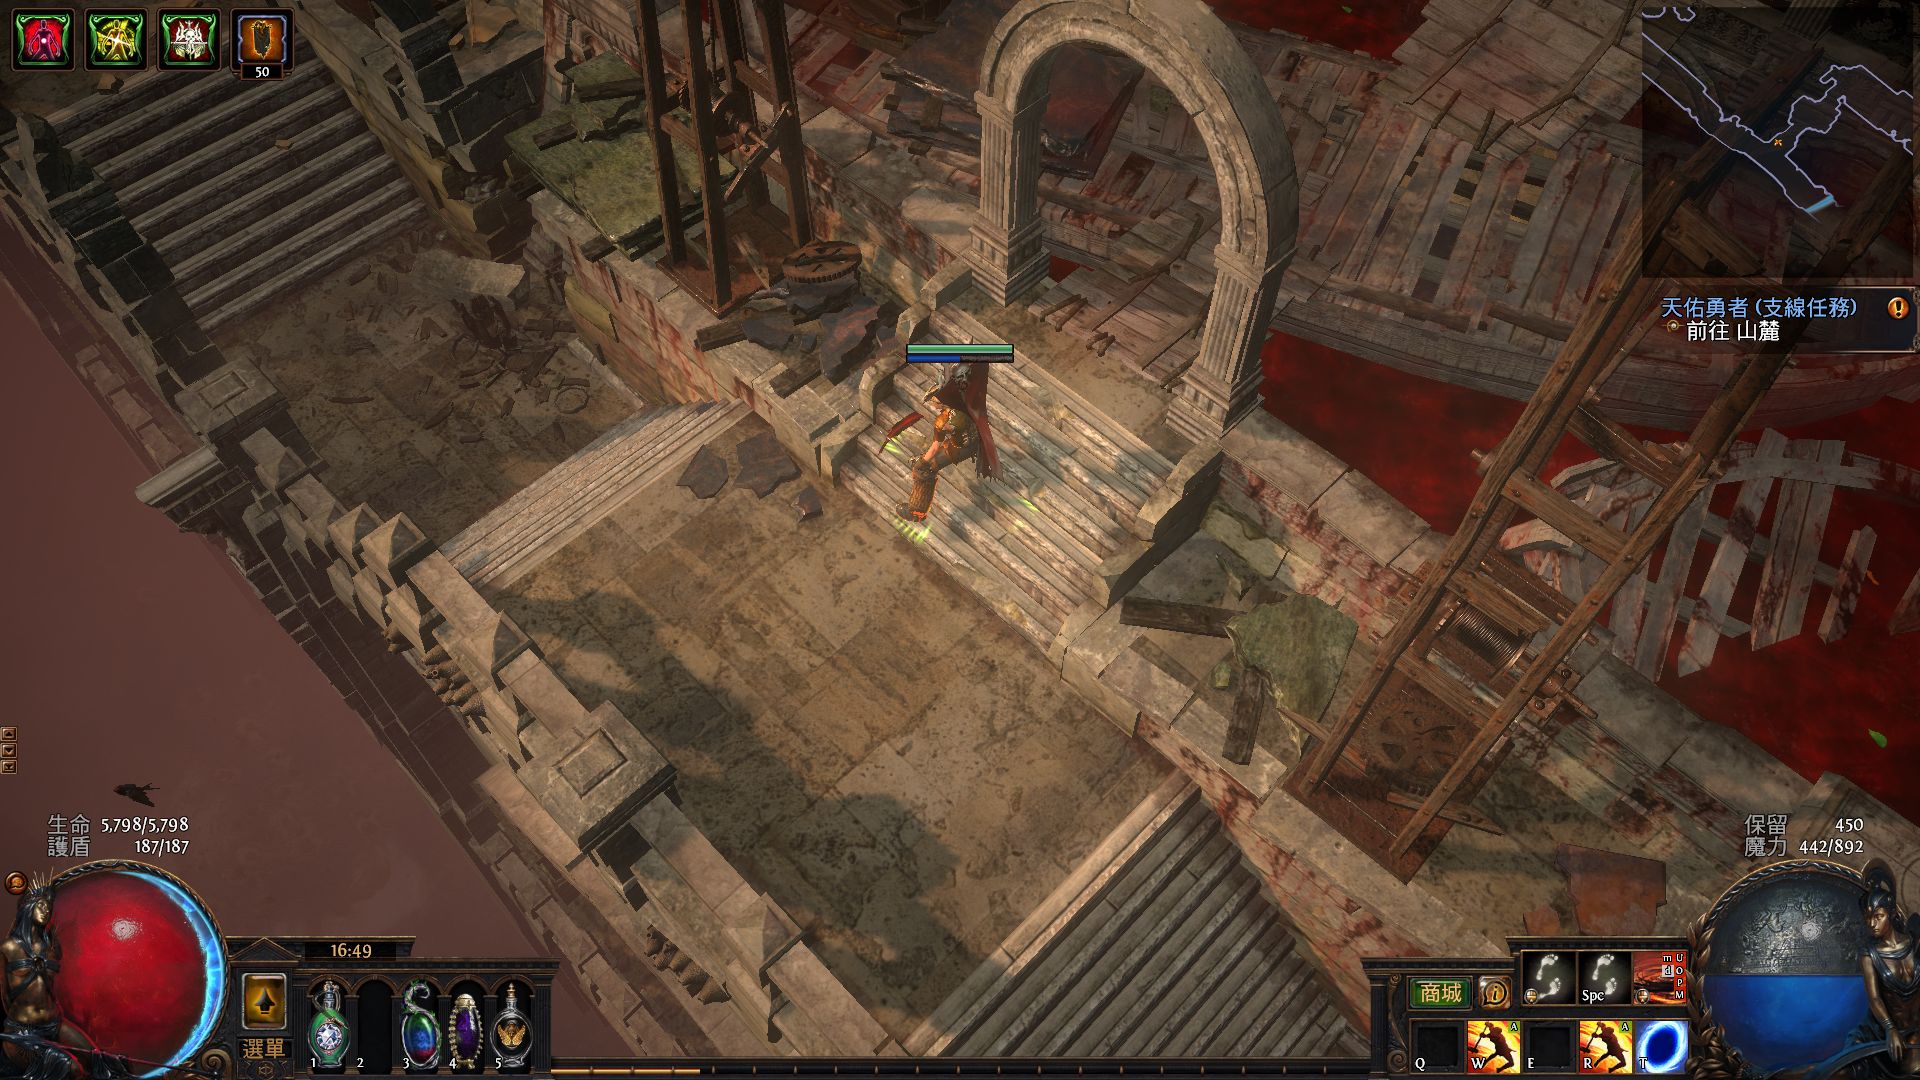 50
天佑勇者 (支線任務)
前往 山麓
生命 5,798/5,798
護盾 187/187
保留 450
魔力 442/892
16:49
選單
1 2 3 4 5
商城
Spc
m U
d O
P
M
A A
Q W E R T